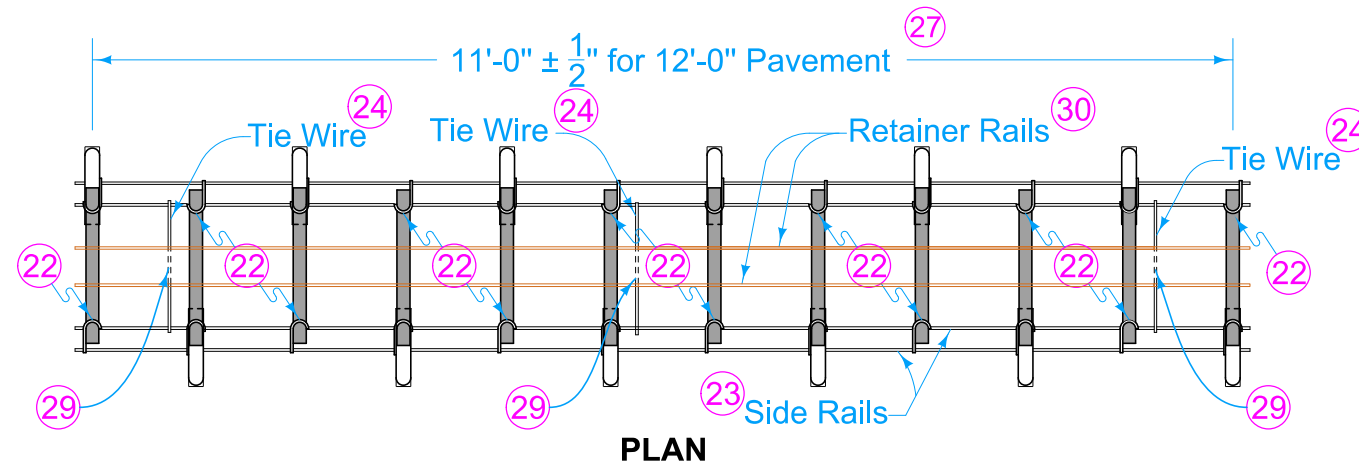 27
11'-0" ± 1/2" for 12'-0" Pavement
24
24
30
24
Tie Wire
Tie Wire
Retainer Rails
Tie Wire
22
22
22
22
22
22
22
29
29
23
Side Rails
29
PLAN